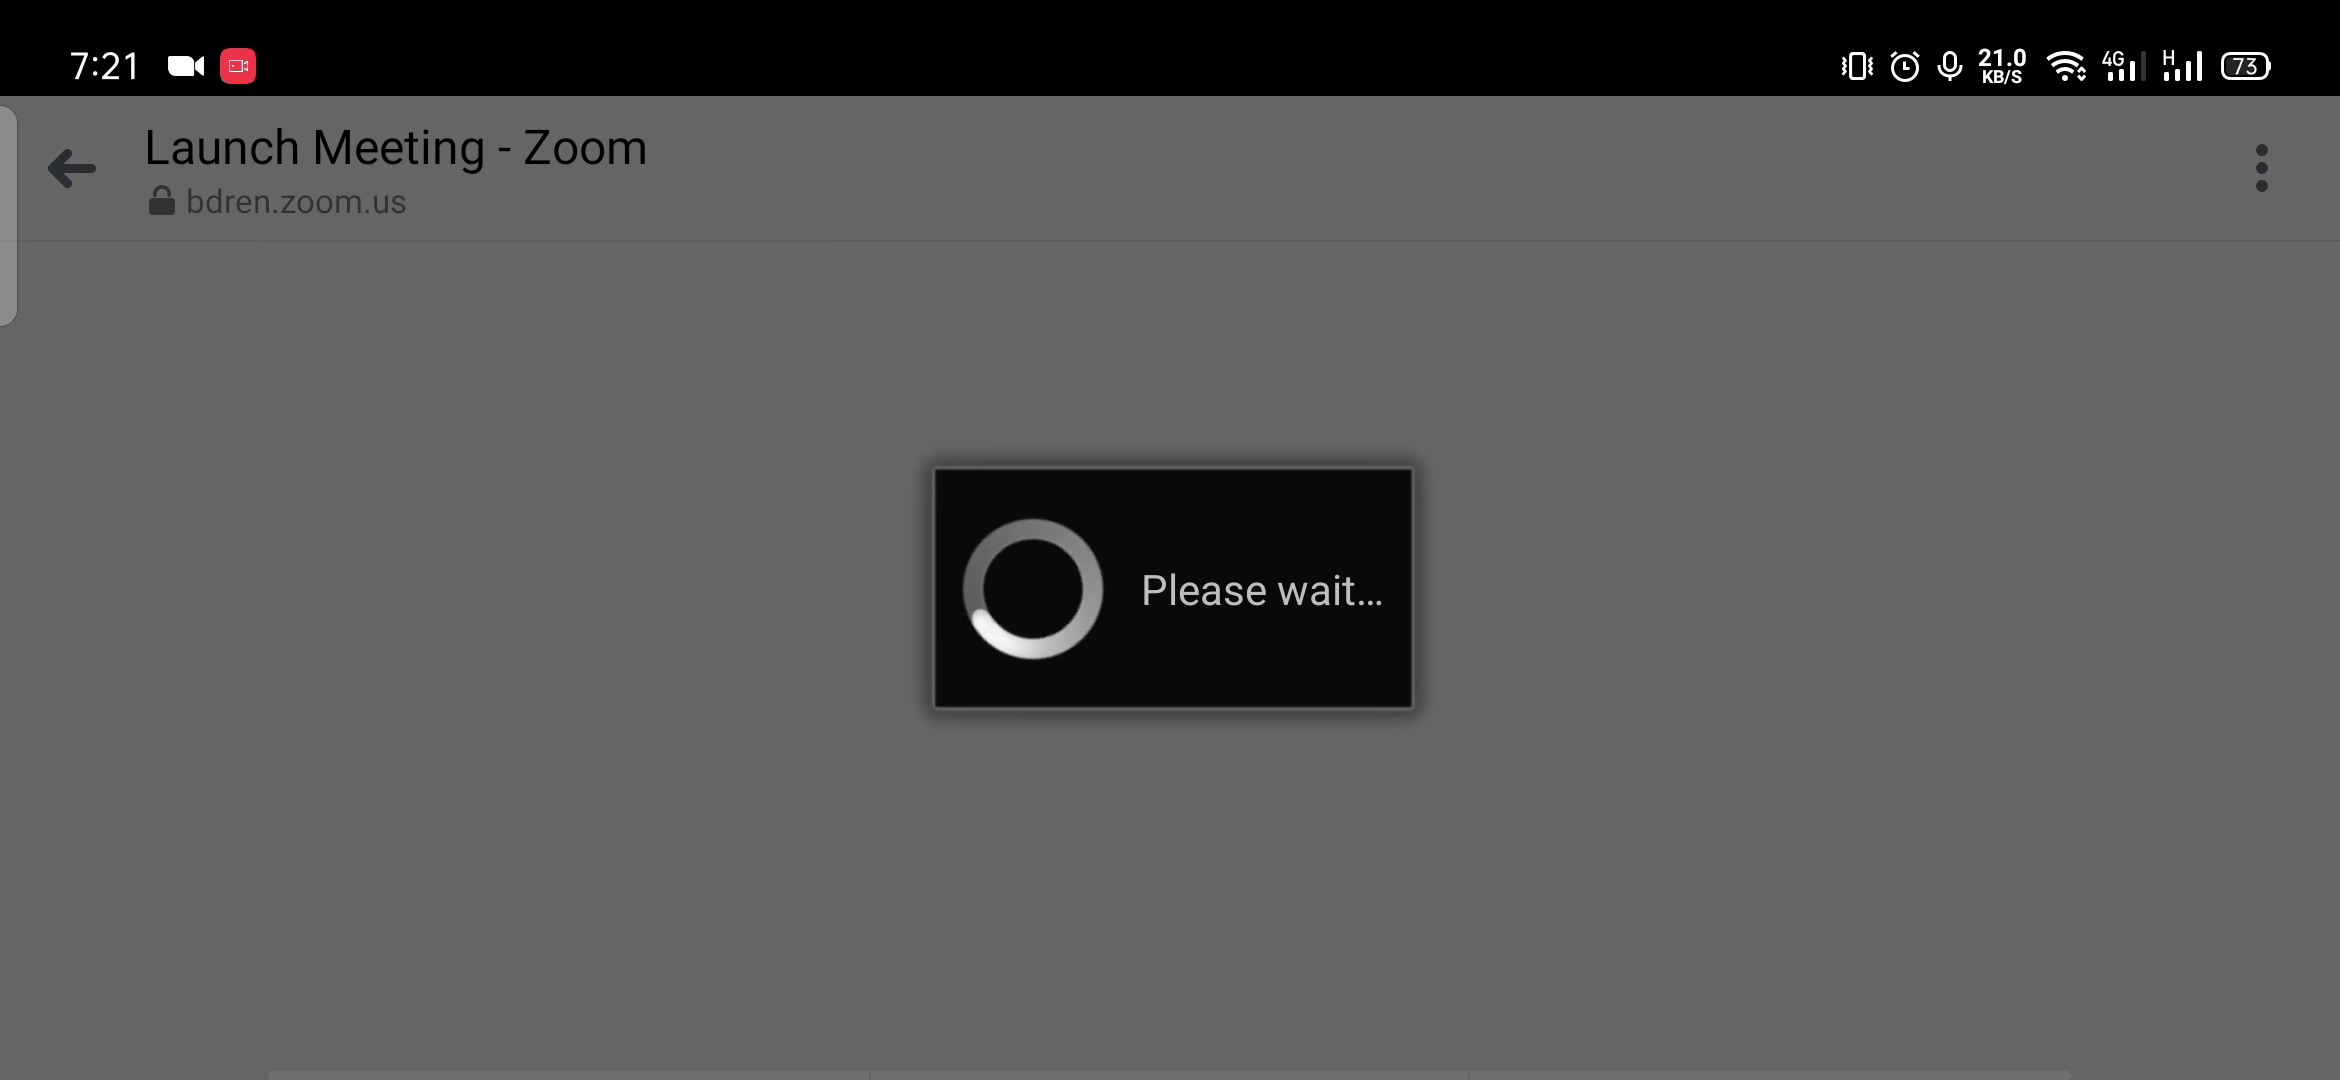 7:21
21.0
KB/S
4G
H
73
Launch Meeting - Zoom
bdren.zoom.us
Please wait...